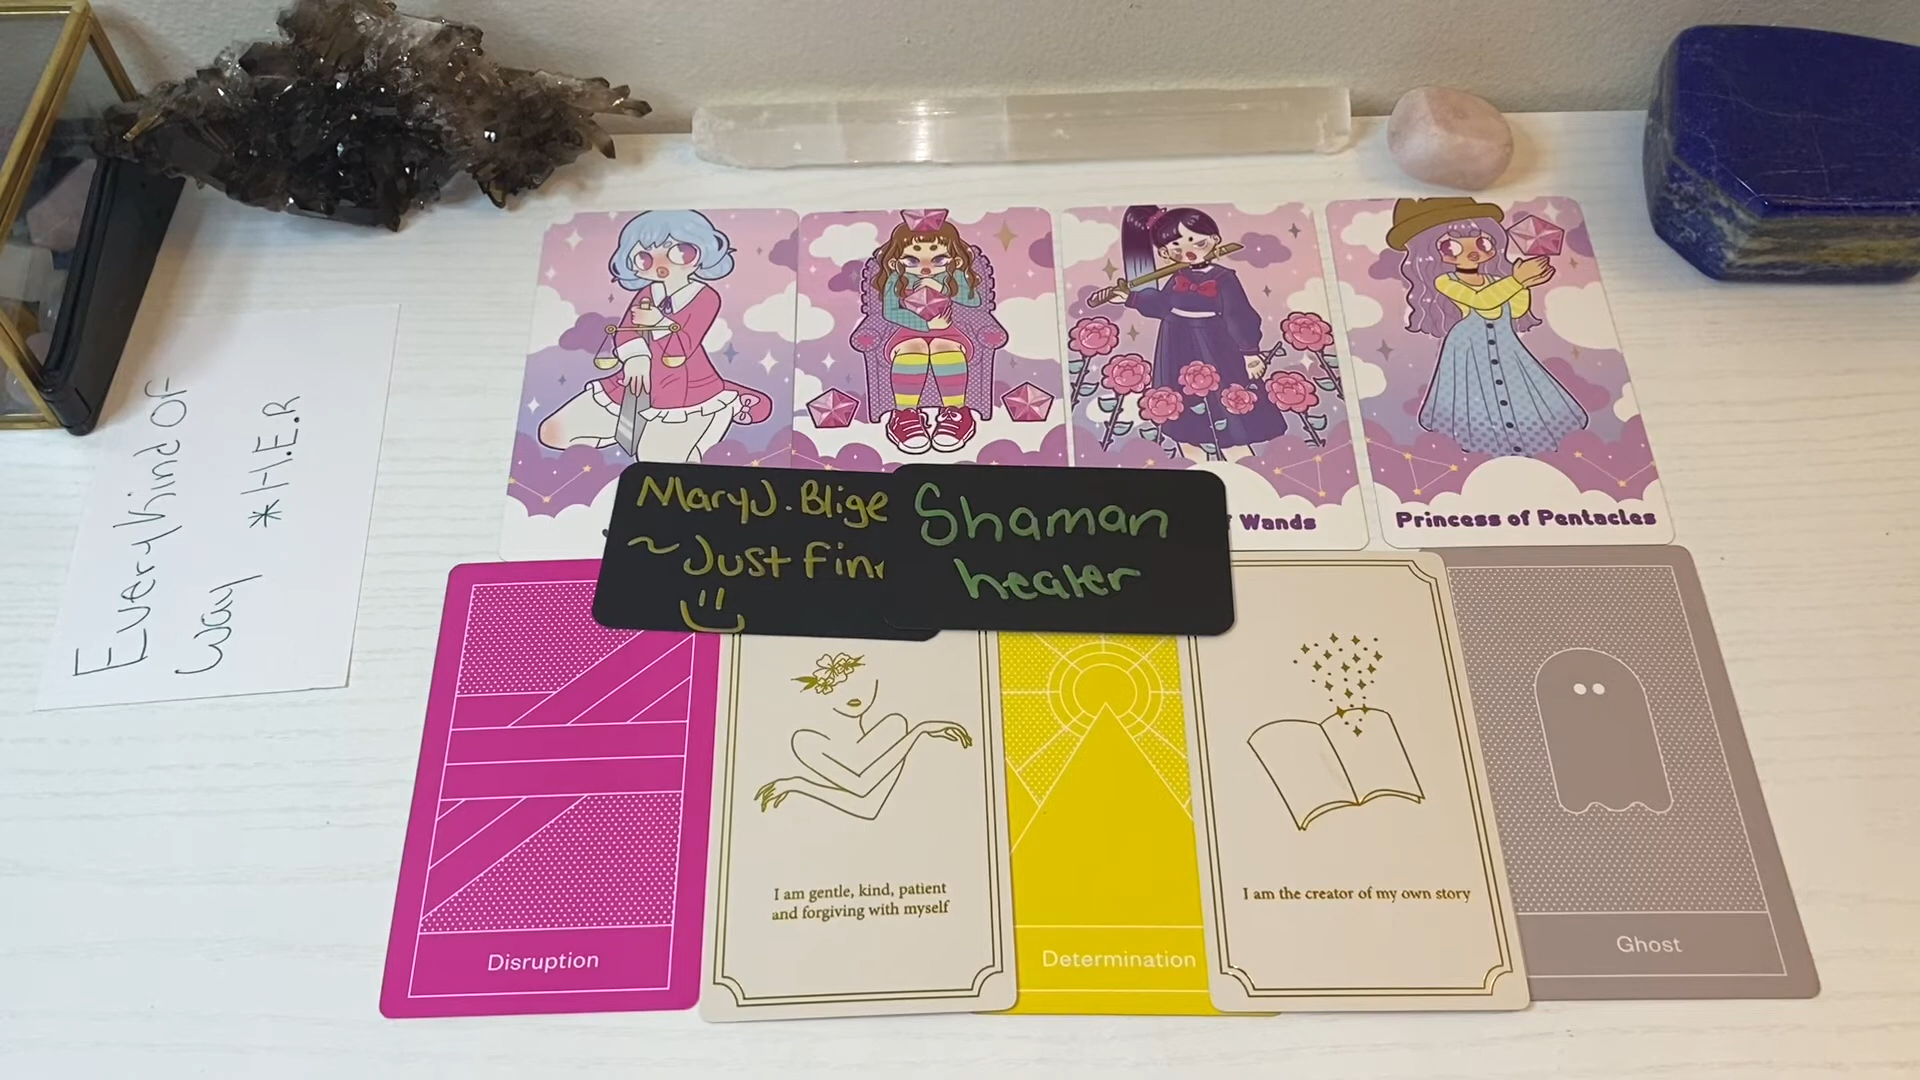 Every Kind OF
way *H.E.R
Wands
Princess of Pentacles
MaryJ.Blige
~Just Fin
Shaman
healer
Disruption
I am gentle, kind, patient
and forgiving with myself
Determination
I am the creator of my own story
Ghost